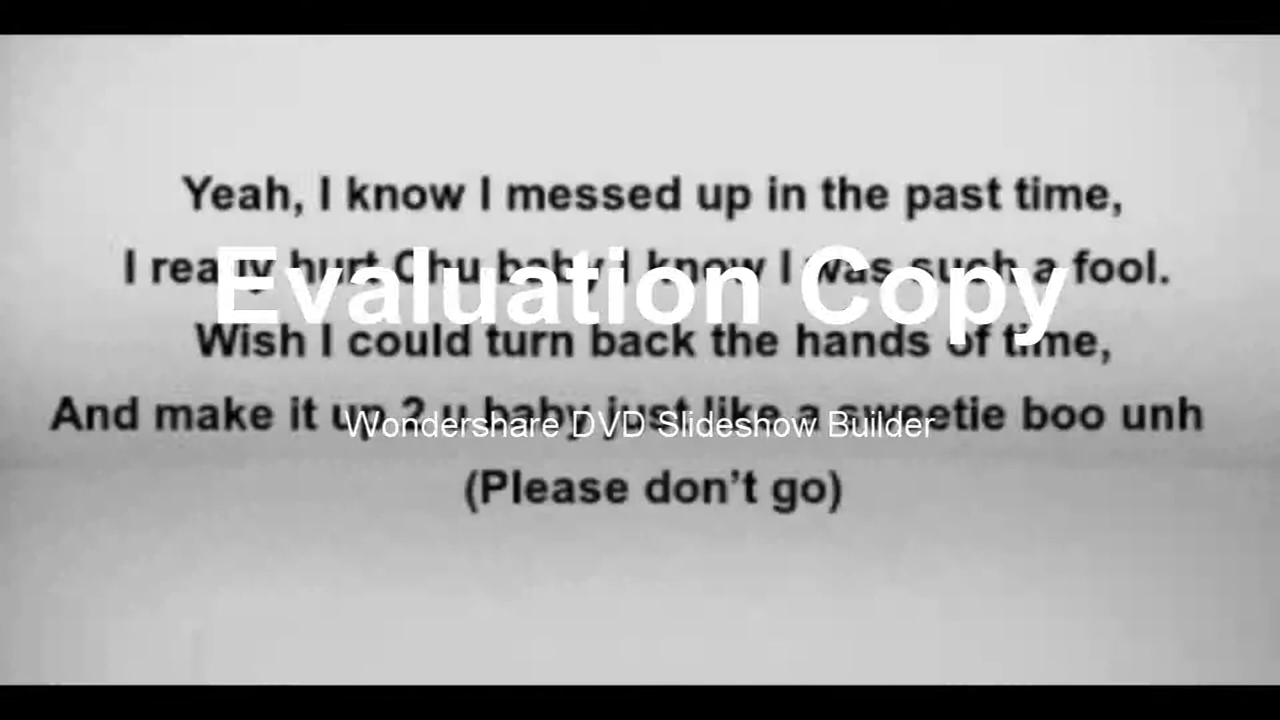 Yeah, I know I messed up in the past time,
I really hurt Chu baby I know I was such a fool.
Evaluation Copy
Wish I could turn back the hands of time,
And make it up 2 u baby just like a sweetie boo unh
Wondershare DVD Slideshow Builder
(Please don't go)